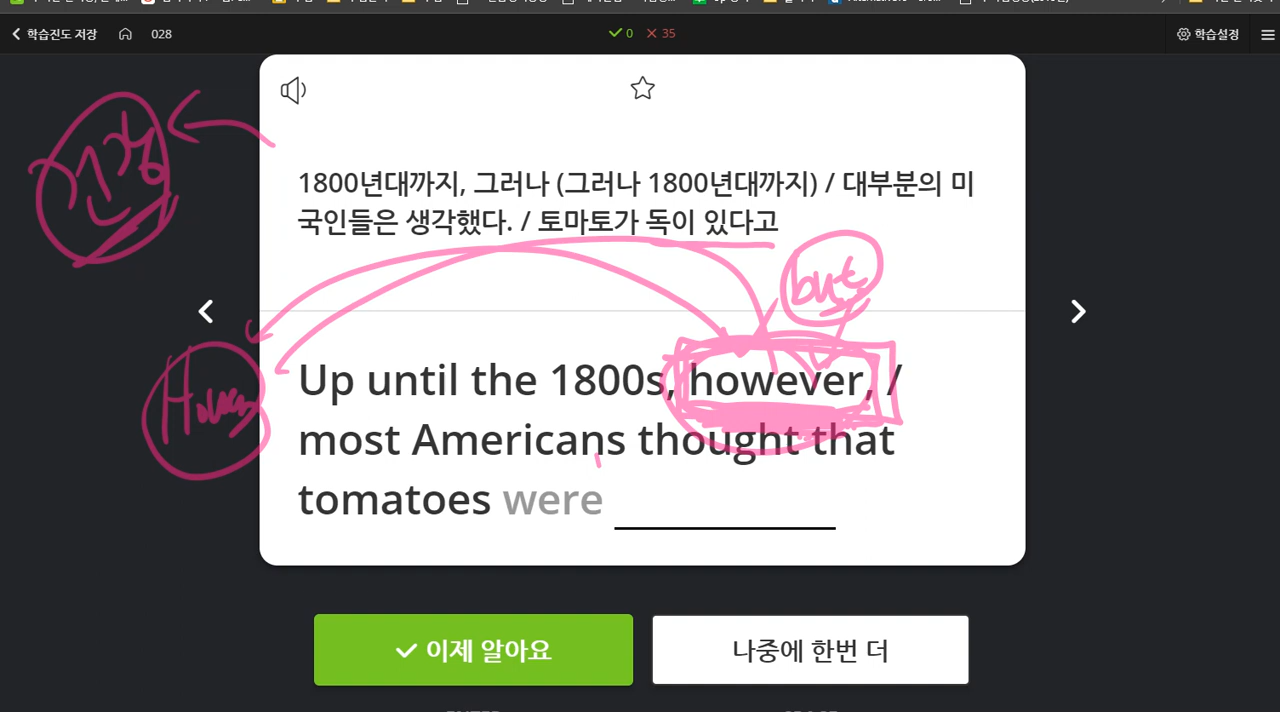 학습진도 저장
028
0
35
학습설정
1800년대까지, 그러나 (그러나 1800년대까지) / 대부분의 미
국인들은 생각했다. / 토마토가 독이 있다고
but
Up until the 1800s, however, /
most Americans thought that
tomatoes were
이제 알아요
나중에 한번 더